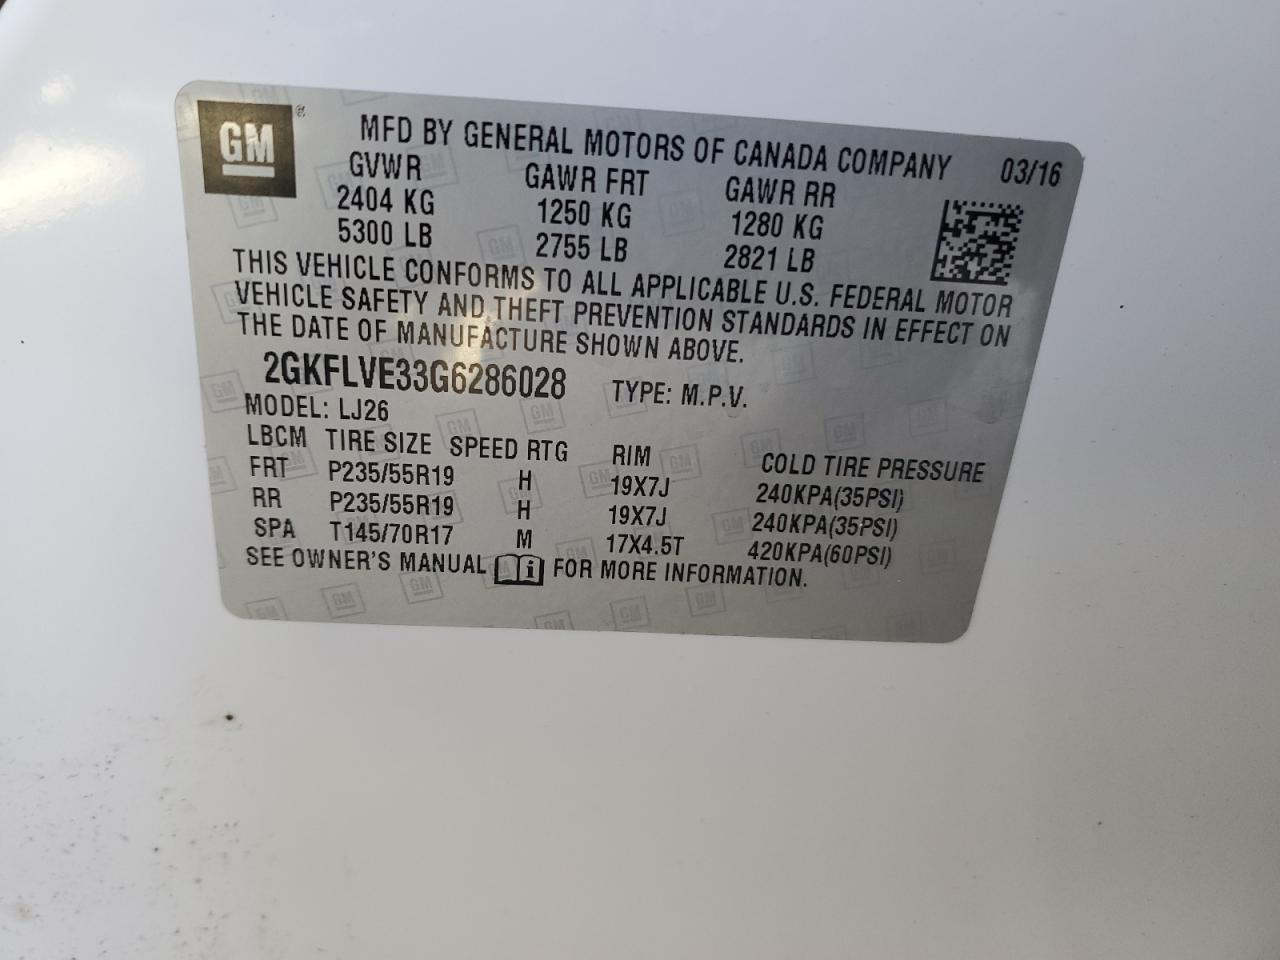 GM ®
MFD BY GENERAL MOTORS OF CANADA COMPANY 03/16
GVWR GAWR FRT GAWR RR
2404 KG 1250 KG 1280 KG
5300 LB 2755 LB 2821 LB
THIS VEHICLE CONFORMS TO ALL APPLICABLE U.S. FEDERAL MOTOR
VEHICLE SAFETY AND THEFT PREVENTION STANDARDS IN EFFECT ON
THE DATE OF MANUFACTURE SHOWN ABOVE.
2GKFLVE33G6286028 TYPE: M.P.V.
MODEL: LJ26
LBCM TIRE SIZE SPEED RTG RIM COLD TIRE PRESSURE
FRT P235/55R19 H 19X7J 240KPA(35PSI)
RR P235/55R19 H 19X7J 240KPA(35PSI)
SPA T145/70R17 M 17X4.5T 420KPA(60PSI)
SEE OWNER'S MANUAL i FOR MORE INFORMATION.